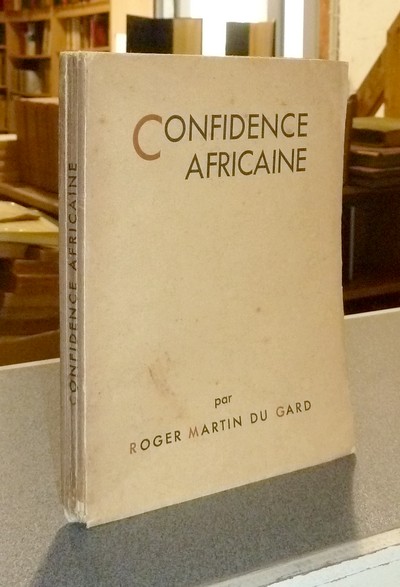 CONFIDENCE
AFRICAINE
par
ROGER MARTIN DU GARD
CONFIDENCE AFRICAINE